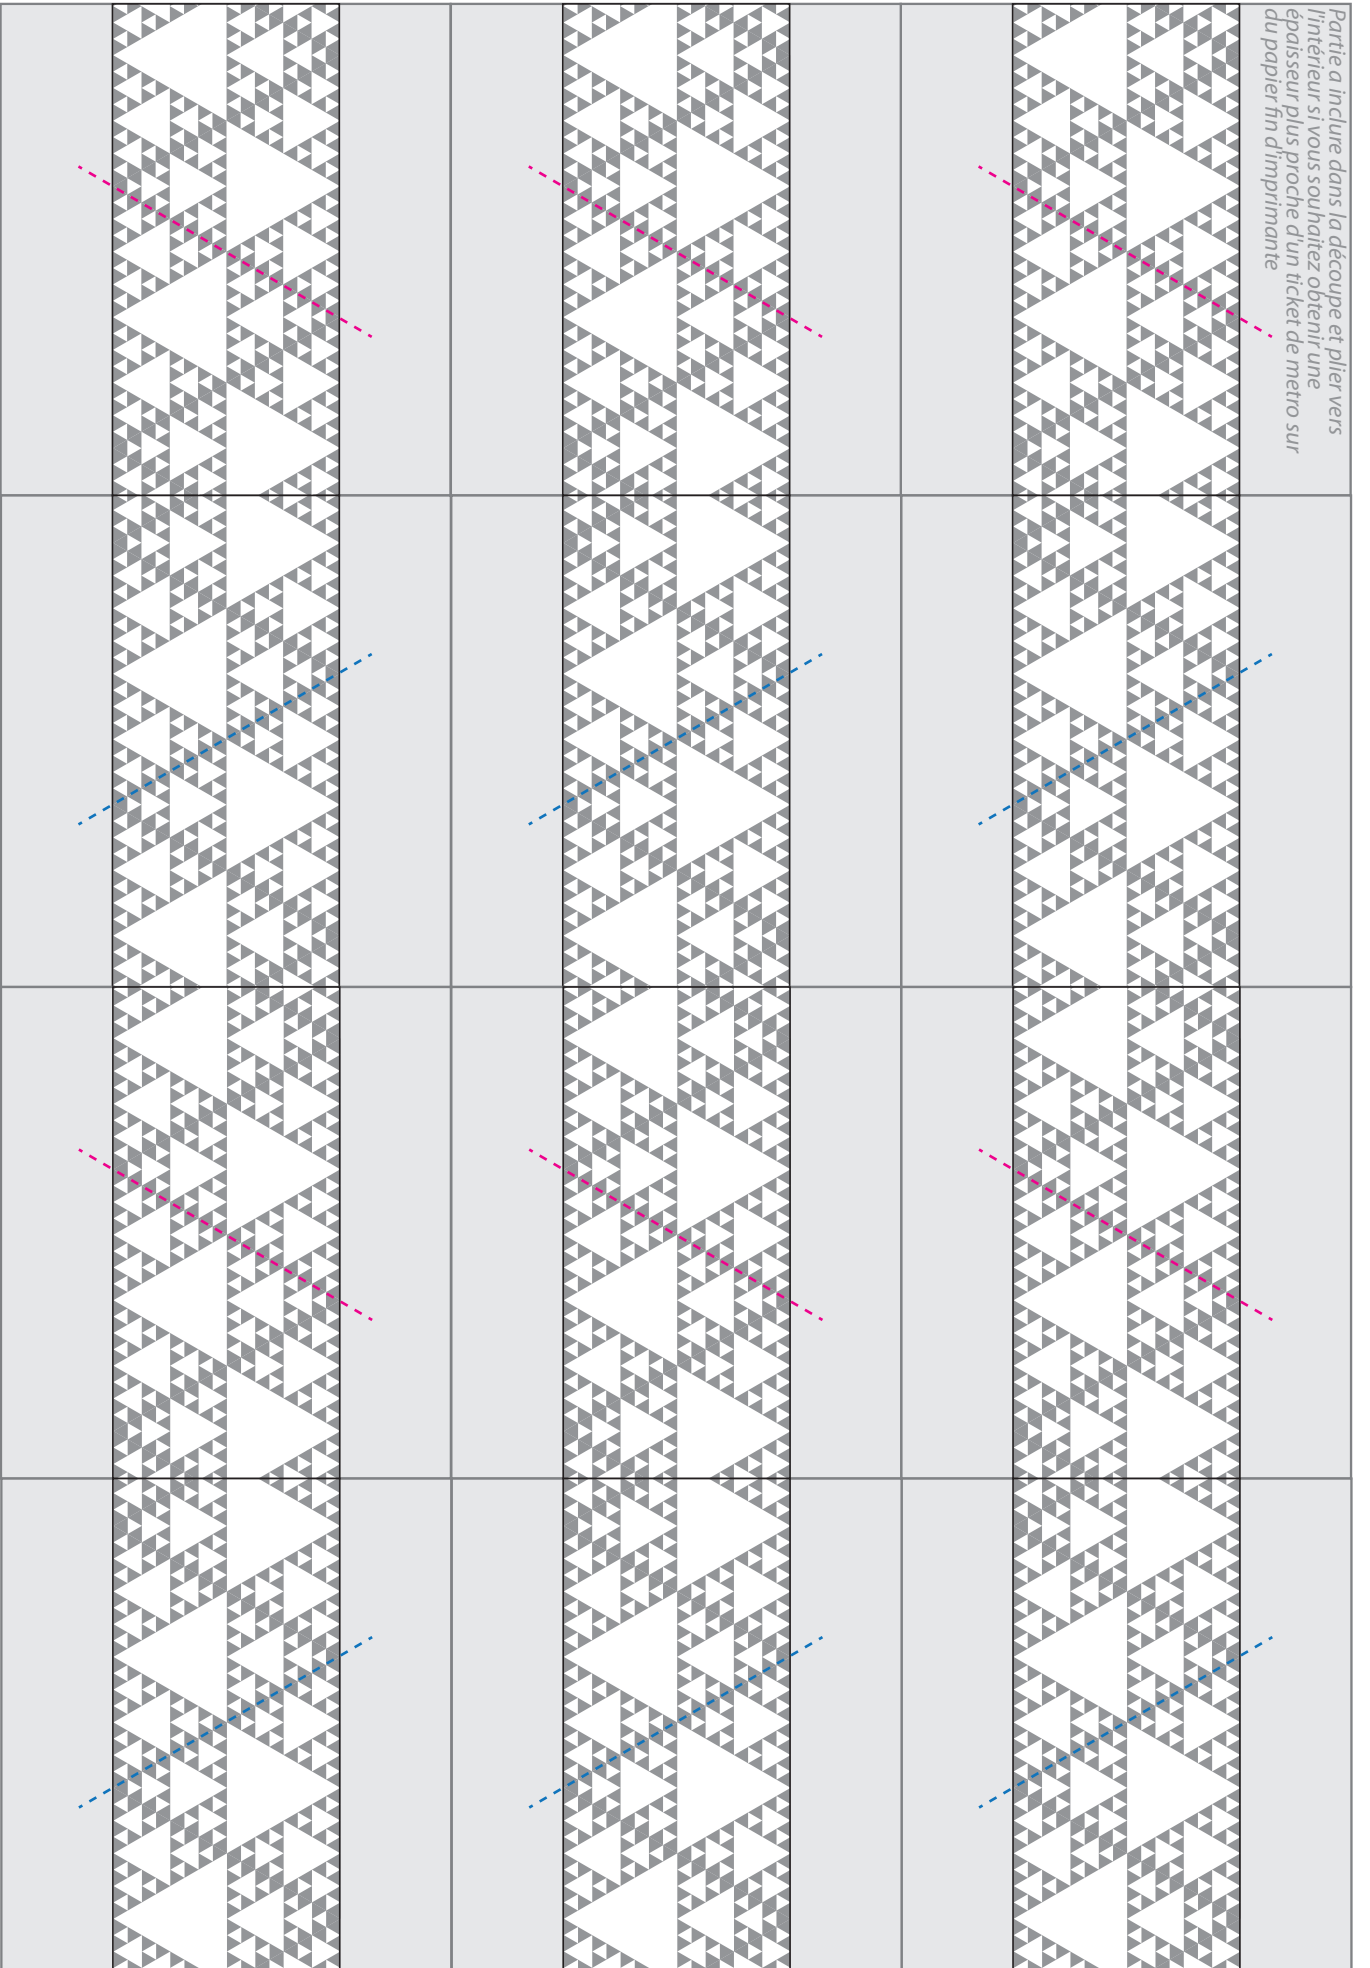 Partie a inclure dans la découpe et plier vers
l'intérieur si vous souhaitez obtenir une
épaisseur plus proche d'un ticket de metro sur
du papier fin d'imprimante